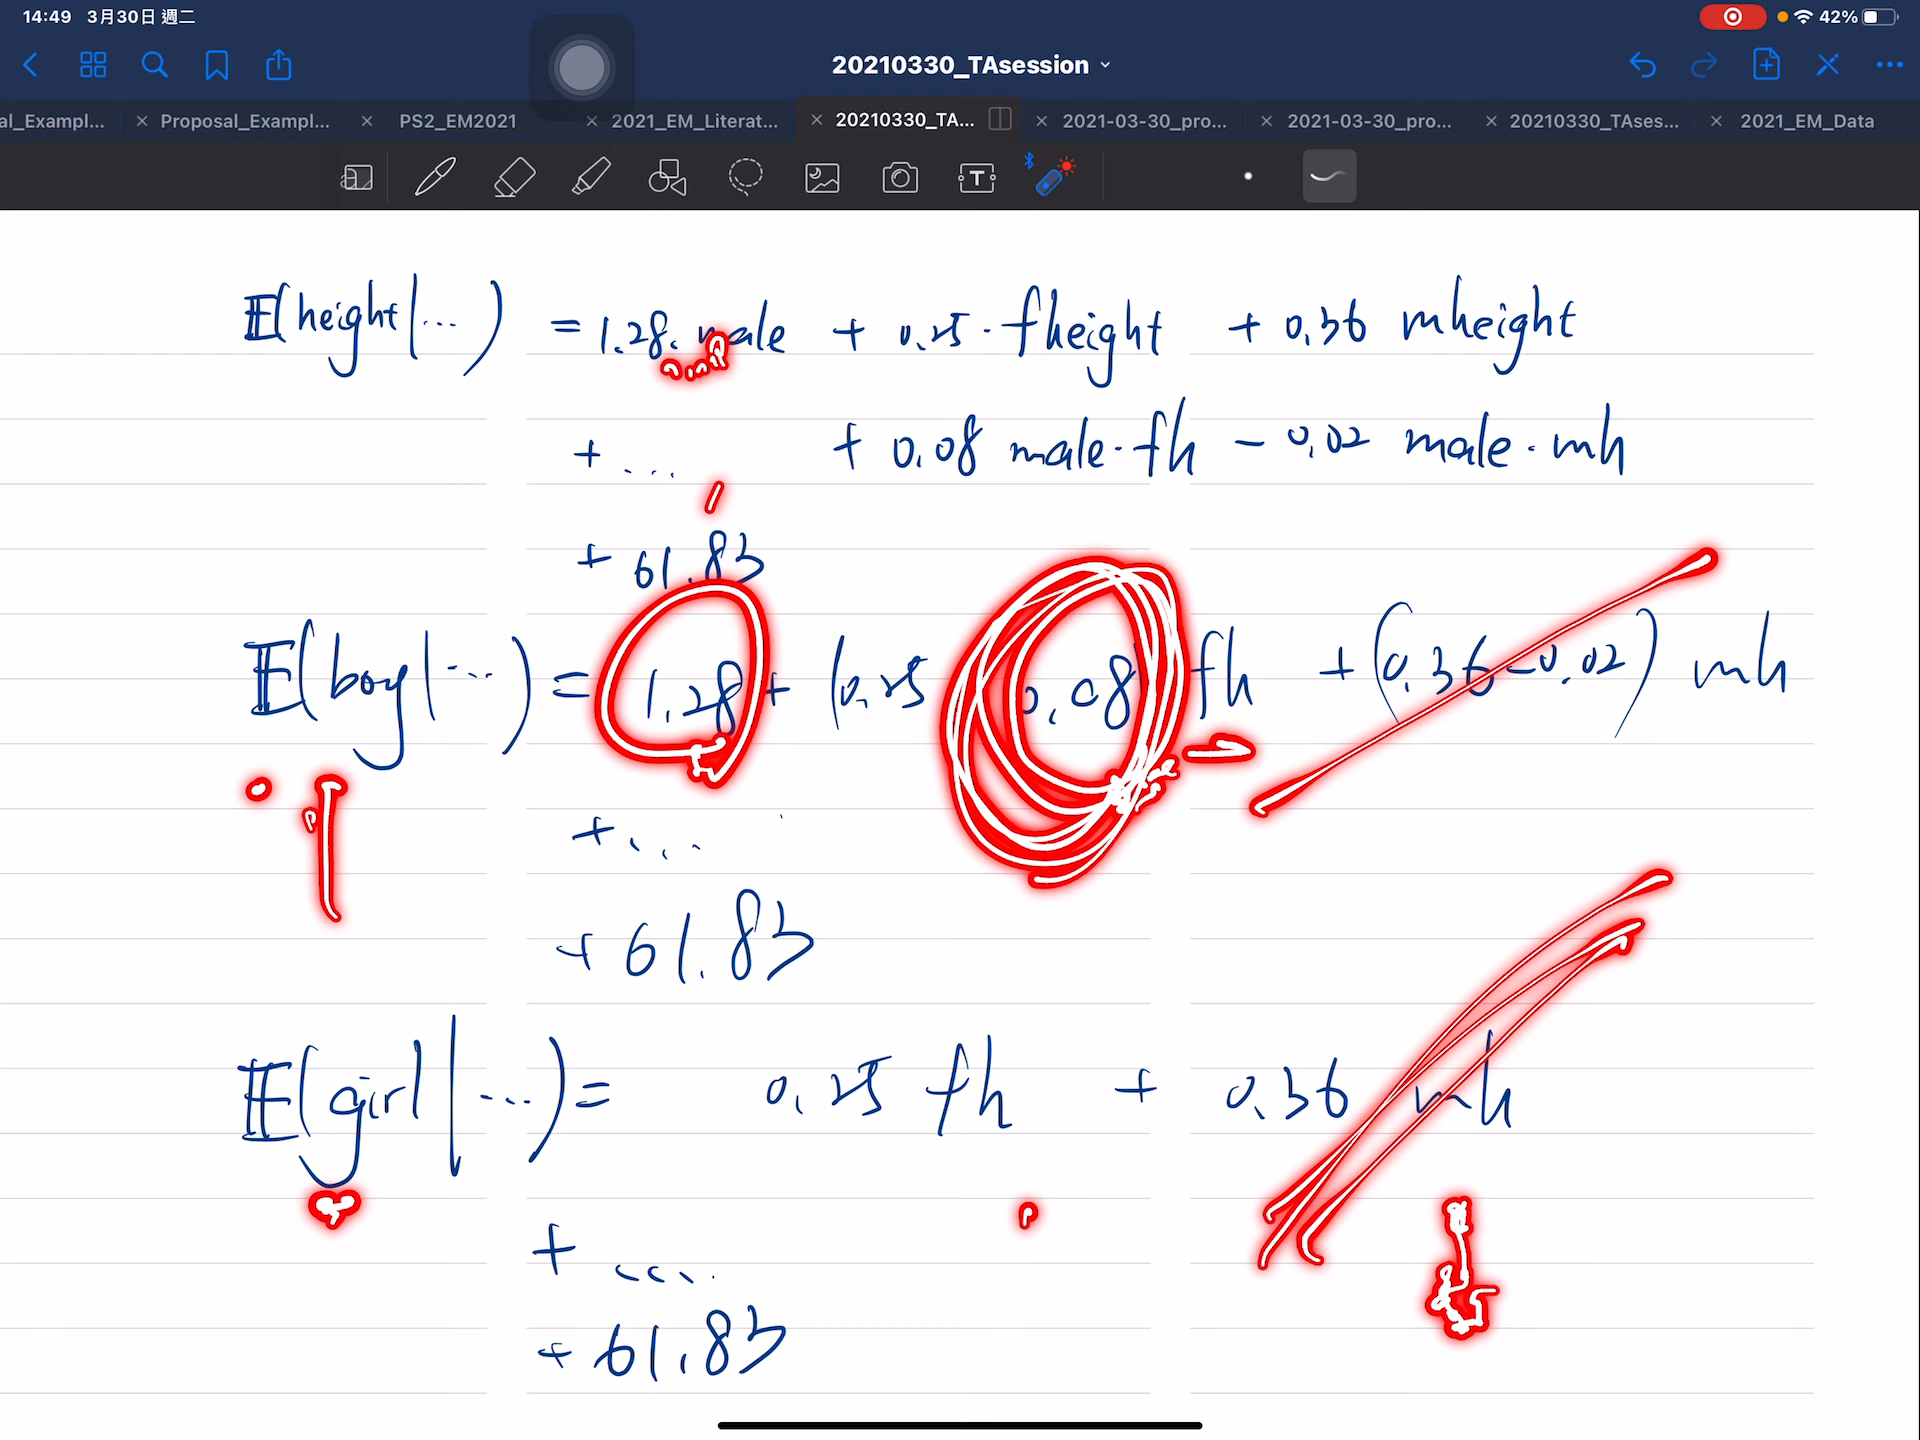 14:49 3月30日 週二
42%
20210330_TAsession
al_Exampl...
Proposal_Exampl...
PS2_EM2021
2021_EM_Literat...
20210330_TA...
2021-03-30_pro...
2021-03-30_pro...
20210330_TAses...
2021_EM_Data
E(height|...) = 1.28. male + 0.25 · fheight + 0.36 mheight
+ ... + 0.08 male·fh - 0.02 male·mh
+ 61.83
E(boy|...) = 1.28 + (0.25 0.08) fh + (0.36-0.02) mh
+ ...
+ 61.83
E(girl|...) = 0.25 fh + 0.36 mh
+ ....
+ 61.83